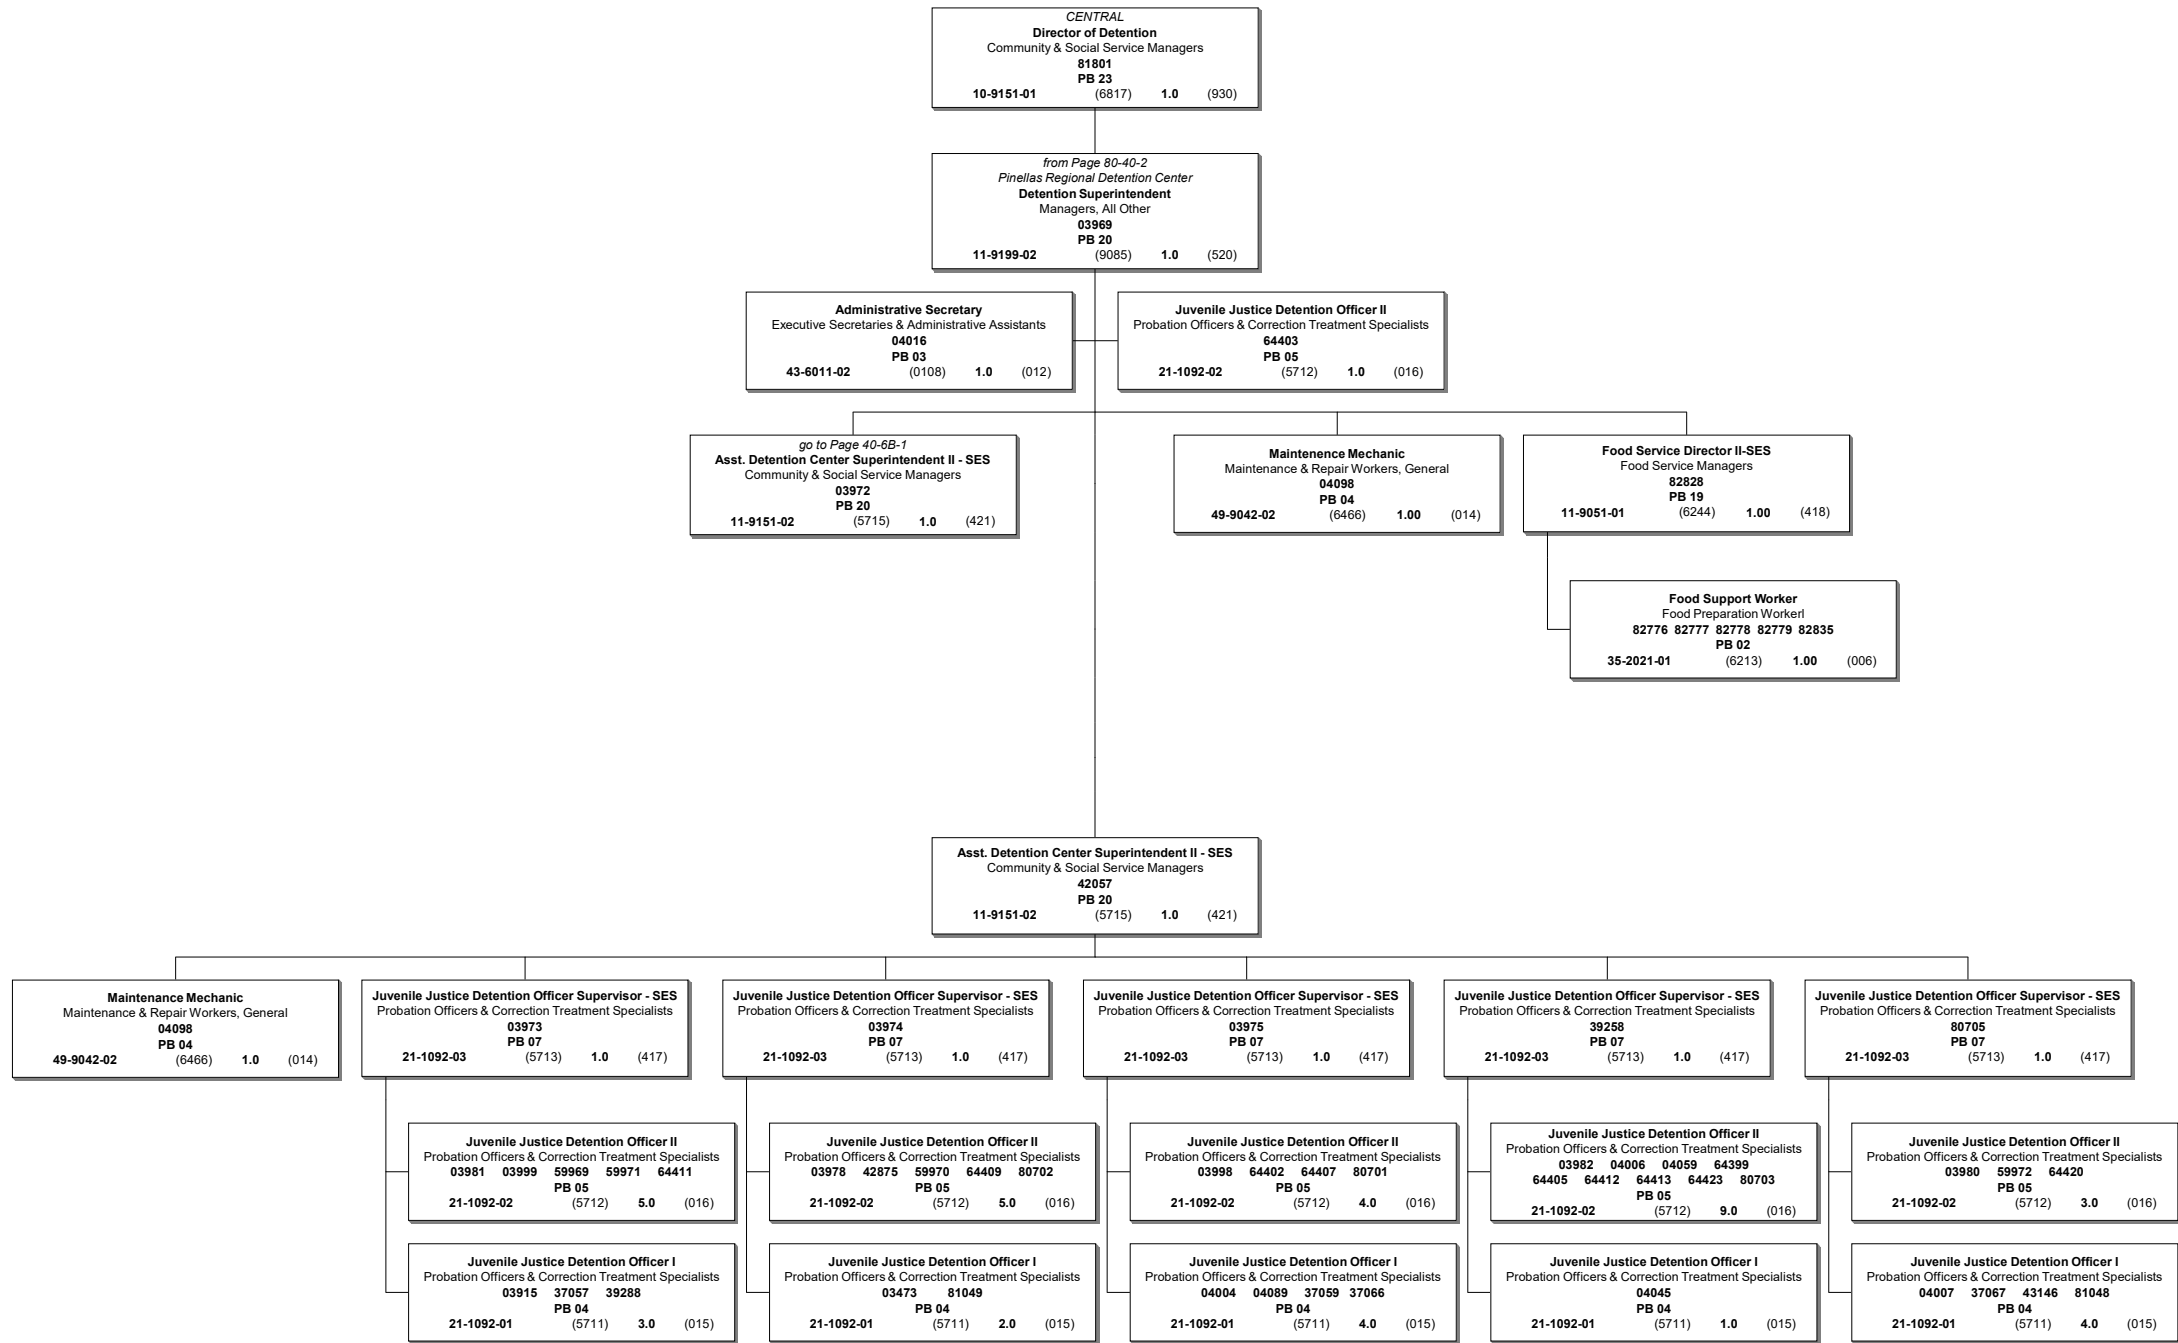 CENTRAL
Director of Detention
Community & Social Service Managers
81801
PB 23
10-9151-01 (6817) 1.0 (930)
from Page 80-40-2
Pinellas Regional Detention Center
Detention Superintendent
Managers, All Other
03969
PB 20
11-9199-02 (9085) 1.0 (520)
Administrative Secretary
Executive Secretaries & Administrative Assistants
04016
PB 03
43-6011-02 (0108) 1.0 (012)
Juvenile Justice Detention Officer II
Probation Officers & Correction Treatment Specialists
64403
PB 05
21-1092-02 (5712) 1.0 (016)
go to Page 40-6B-1
Asst. Detention Center Superintendent II - SES
Community & Social Service Managers
03972
PB 20
11-9151-02 (5715) 1.0 (421)
Maintenence Mechanic
Maintenance & Repair Workers, General
04098
PB 04
49-9042-02 (6466) 1.00 (014)
Food Service Director II-SES
Food Service Managers
82828
PB 19
11-9051-01 (6244) 1.00 (418)
Food Support Worker
Food Preparation Workerl
82776 82777 82778 82779 82835
PB 02
35-2021-01 (6213) 1.00 (006)
Asst. Detention Center Superintendent II - SES
Community & Social Service Managers
42057
PB 20
11-9151-02 (5715) 1.0 (421)
Maintenance Mechanic
Maintenance & Repair Workers, General
04098
PB 04
49-9042-02 (6466) 1.0 (014)
Juvenile Justice Detention Officer Supervisor - SES
Probation Officers & Correction Treatment Specialists
03973
PB 07
21-1092-03 (5713) 1.0 (417)
Juvenile Justice Detention Officer Supervisor - SES
Probation Officers & Correction Treatment Specialists
03974
PB 07
21-1092-03 (5713) 1.0 (417)
Juvenile Justice Detention Officer Supervisor - SES
Probation Officers & Correction Treatment Specialists
03975
PB 07
21-1092-03 (5713) 1.0 (417)
Juvenile Justice Detention Officer Supervisor - SES
Probation Officers & Correction Treatment Specialists
39258
PB 07
21-1092-03 (5713) 1.0 (417)
Juvenile Justice Detention Officer Supervisor - SES
Probation Officers & Correction Treatment Specialists
80705
PB 07
21-1092-03 (5713) 1.0 (417)
Juvenile Justice Detention Officer II
Probation Officers & Correction Treatment Specialists
03981 03999 59969 59971 64411
PB 05
21-1092-02 (5712) 5.0 (016)
Juvenile Justice Detention Officer II
Probation Officers & Correction Treatment Specialists
03978 42875 59970 64409 80702
PB 05
21-1092-02 (5712) 5.0 (016)
Juvenile Justice Detention Officer II
Probation Officers & Correction Treatment Specialists
03998 64402 64407 80701
PB 05
21-1092-02 (5712) 4.0 (016)
Juvenile Justice Detention Officer II
Probation Officers & Correction Treatment Specialists
03982 04006 04059 64399
64405 64412 64413 64423 80703
PB 05
21-1092-02 (5712) 9.0 (016)
Juvenile Justice Detention Officer II
Probation Officers & Correction Treatment Specialists
03980 59972 64420
PB 05
21-1092-02 (5712) 3.0 (016)
Juvenile Justice Detention Officer I
Probation Officers & Correction Treatment Specialists
03915 37057 39288
PB 04
21-1092-01 (5711) 3.0 (015)
Juvenile Justice Detention Officer I
Probation Officers & Correction Treatment Specialists
03473 81049
PB 04
21-1092-01 (5711) 2.0 (015)
Juvenile Justice Detention Officer I
Probation Officers & Correction Treatment Specialists
04004 04089 37059 37066
PB 04
21-1092-01 (5711) 4.0 (015)
Juvenile Justice Detention Officer I
Probation Officers & Correction Treatment Specialists
04045
PB 04
21-1092-01 (5711) 1.0 (015)
Juvenile Justice Detention Officer I
Probation Officers & Correction Treatment Specialists
04007 37067 43146 81048
PB 04
21-1092-01 (5711) 4.0 (015)